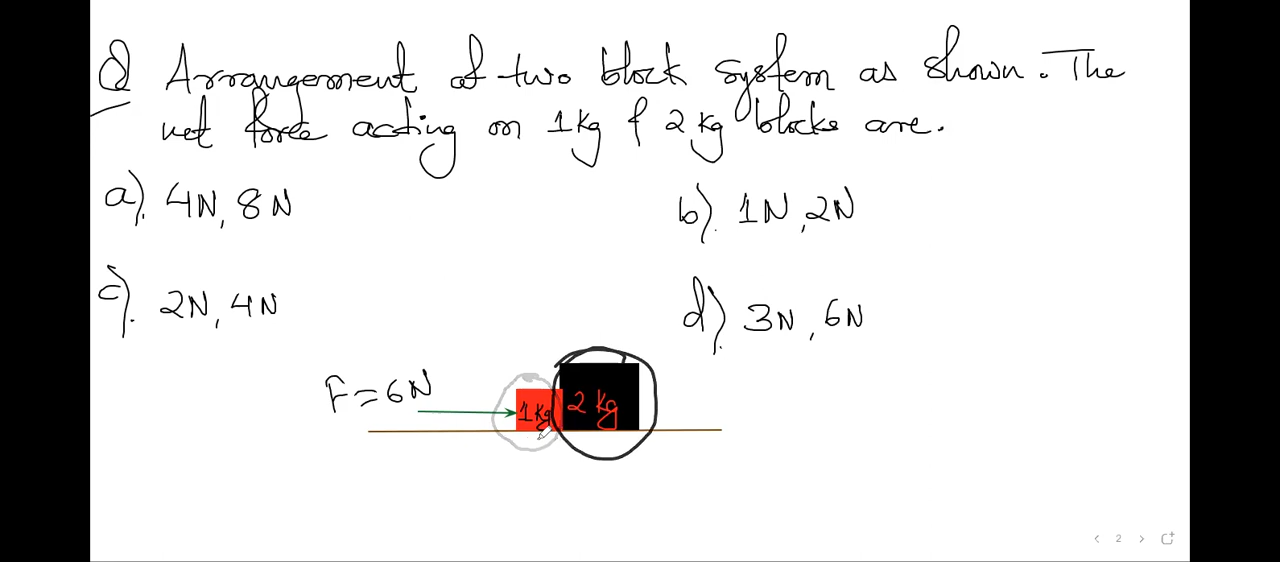 Q Arrangement of two block system as shown. The
net force acting on 1kg & 2kg blocks are.
a). 4N, 8N
b). 1N, 2N
c). 2N, 4N
d). 3N, 6N
F=6N
1kg
2 kg
2